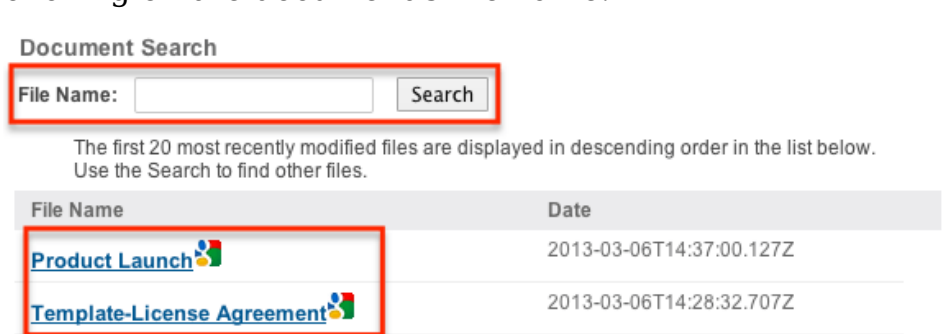 Document Search
File Name: Search
The first 20 most recently modified files are displayed in descending order in the list below.
Use the Search to find other files.
File Name Date
Product Launch 2013-03-06T14:37:00.127Z
Template-License Agreement 2013-03-06T14:28:32.707Z